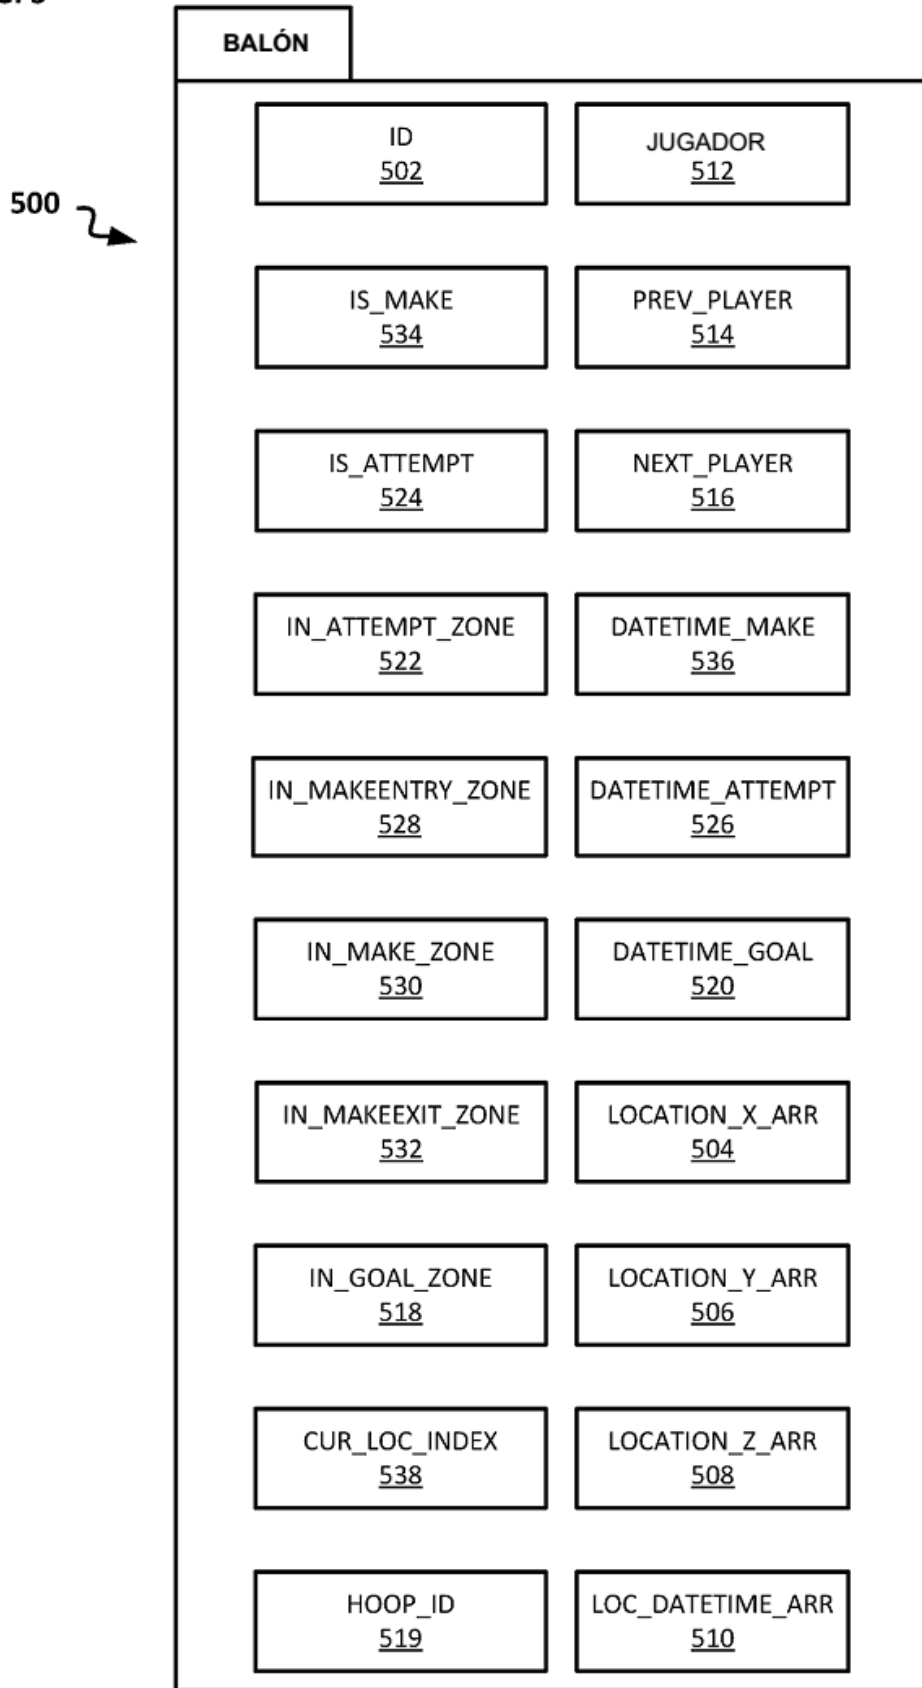 BALÓN
500
ID
502
JUGADOR
512
IS_MAKE
534
PREV_PLAYER
514
IS_ATTEMPT
524
NEXT_PLAYER
516
IN_ATTEMPT_ZONE
522
DATETIME_MAKE
536
IN_MAKEENTRY_ZONE
528
DATETIME_ATTEMPT
526
IN_MAKE_ZONE
530
DATETIME_GOAL
520
IN_MAKEEXIT_ZONE
532
LOCATION_X_ARR
504
IN_GOAL_ZONE
518
LOCATION_Y_ARR
506
CUR_LOC_INDEX
538
LOCATION_Z_ARR
508
HOOP_ID
519
LOC_DATETIME_ARR
510